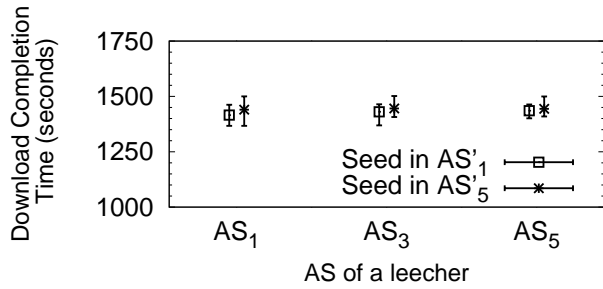 Download Completion
Time (seconds)
1750
1500
1250
1000
Seed in AS'1
Seed in AS'5
AS1
AS3
AS5
AS of a leecher